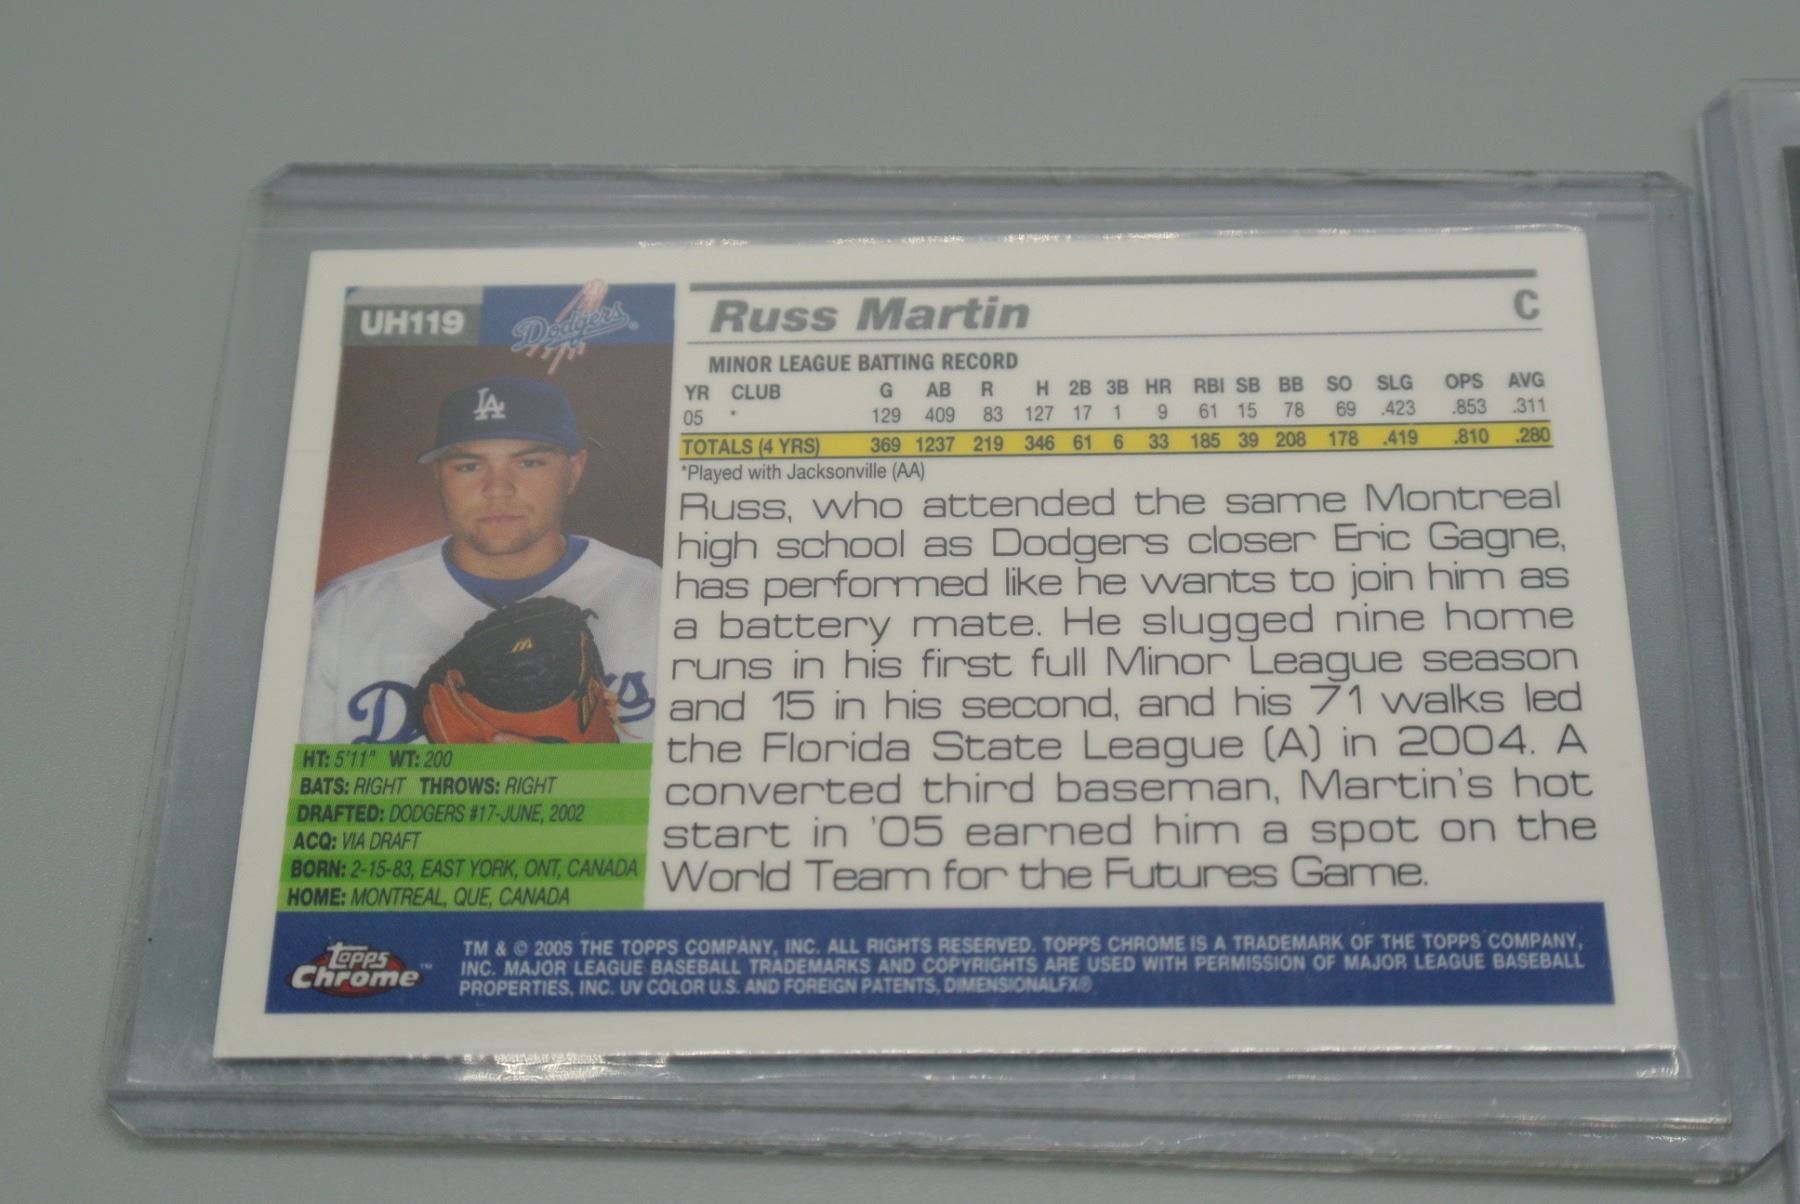 UH119
Dodgers
Russ Martin
C
MINOR LEAGUE BATTING RECORD
YR CLUB G AB R H 2B 3B HR RBI SB BB SO SLG OPS AVG
05 * 129 409 83 127 17 1 9 61 15 78 69 .423 .853 .311
TOTALS (4 YRS) 369 1237 219 346 61 6 33 185 39 208 178 .419 .810 .280
*Played with Jacksonville (AA)
Russ, who attended the same Montreal
high school as Dodgers closer Eric Gagne,
has performed like he wants to join him as
a battery mate. He slugged nine home
runs in his first full Minor League season
and 15 in his second, and his 71 walks led
the Florida State League (A) in 2004. A
converted third baseman, Martin's hot
start in '05 earned him a spot on the
World Team for the Futures Game.
LA
HT: 5'11" WT: 200
BATS: RIGHT THROWS: RIGHT
DRAFTED: DODGERS #17-JUNE, 2002
ACQ: VIA DRAFT
BORN: 2-15-83, EAST YORK, ONT, CANADA
HOME: MONTREAL, QUE, CANADA
Topps
Chrome™
TM & © 2005 THE TOPPS COMPANY, INC. ALL RIGHTS RESERVED. TOPPS CHROME IS A TRADEMARK OF THE TOPPS COMPANY,
INC. MAJOR LEAGUE BASEBALL TRADEMARKS AND COPYRIGHTS ARE USED WITH PERMISSION OF MAJOR LEAGUE BASEBALL
PROPERTIES, INC. UV COLOR U.S. AND FOREIGN PATENTS, DIMENSIONALFX®